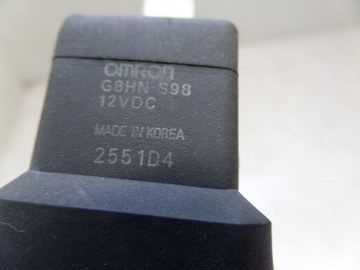 omron
G8HN S98
12VDC
MADE IN KOREA
2551D4